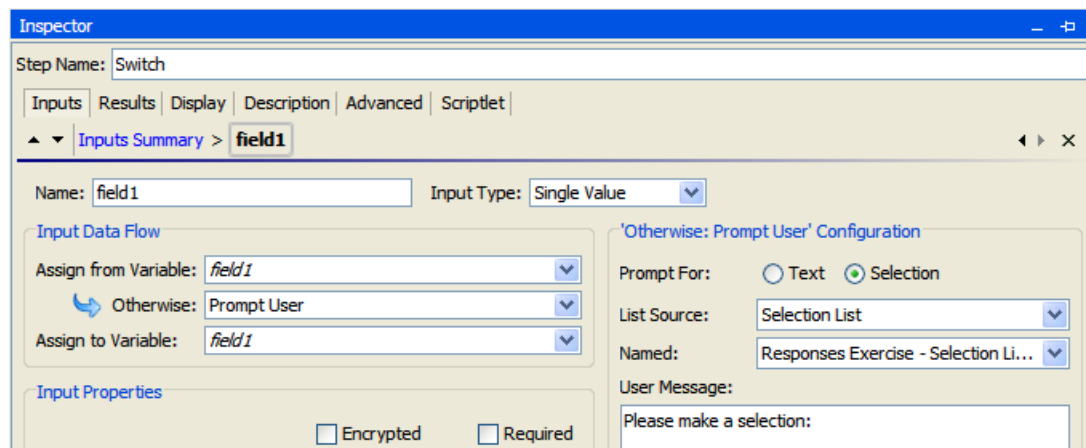 Inspector
Step Name: Switch
Inputs Results Display Description Advanced Scriptlet
Inputs Summary > field1
Name: field1 Input Type: Single Value
Input Data Flow
Assign from Variable: field1
Otherwise: Prompt User
Assign to Variable: field1
Input Properties
Encrypted Required
'Otherwise: Prompt User' Configuration
Prompt For: Text Selection
List Source: Selection List
Named: Responses Exercise - Selection Li...
User Message:
Please make a selection: